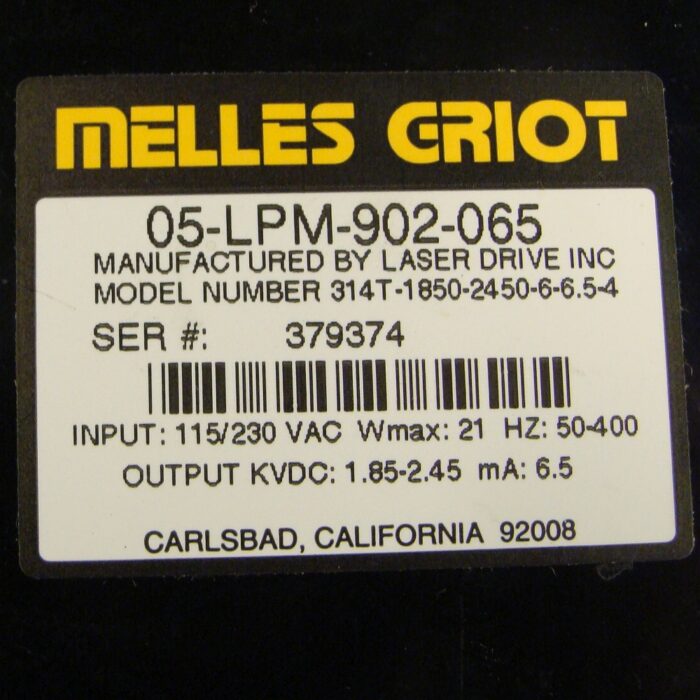 MELLES GRIOT
05-LPM-902-065
MANUFACTURED BY LASER DRIVE INC
MODEL NUMBER 314T-1850-2450-6-6.5-4
SER #: 379374
INPUT: 115/230 VAC Wmax: 21 HZ: 50-400
OUTPUT KVDC: 1.85-2.45 mA: 6.5
CARLSBAD, CALIFORNIA 92008